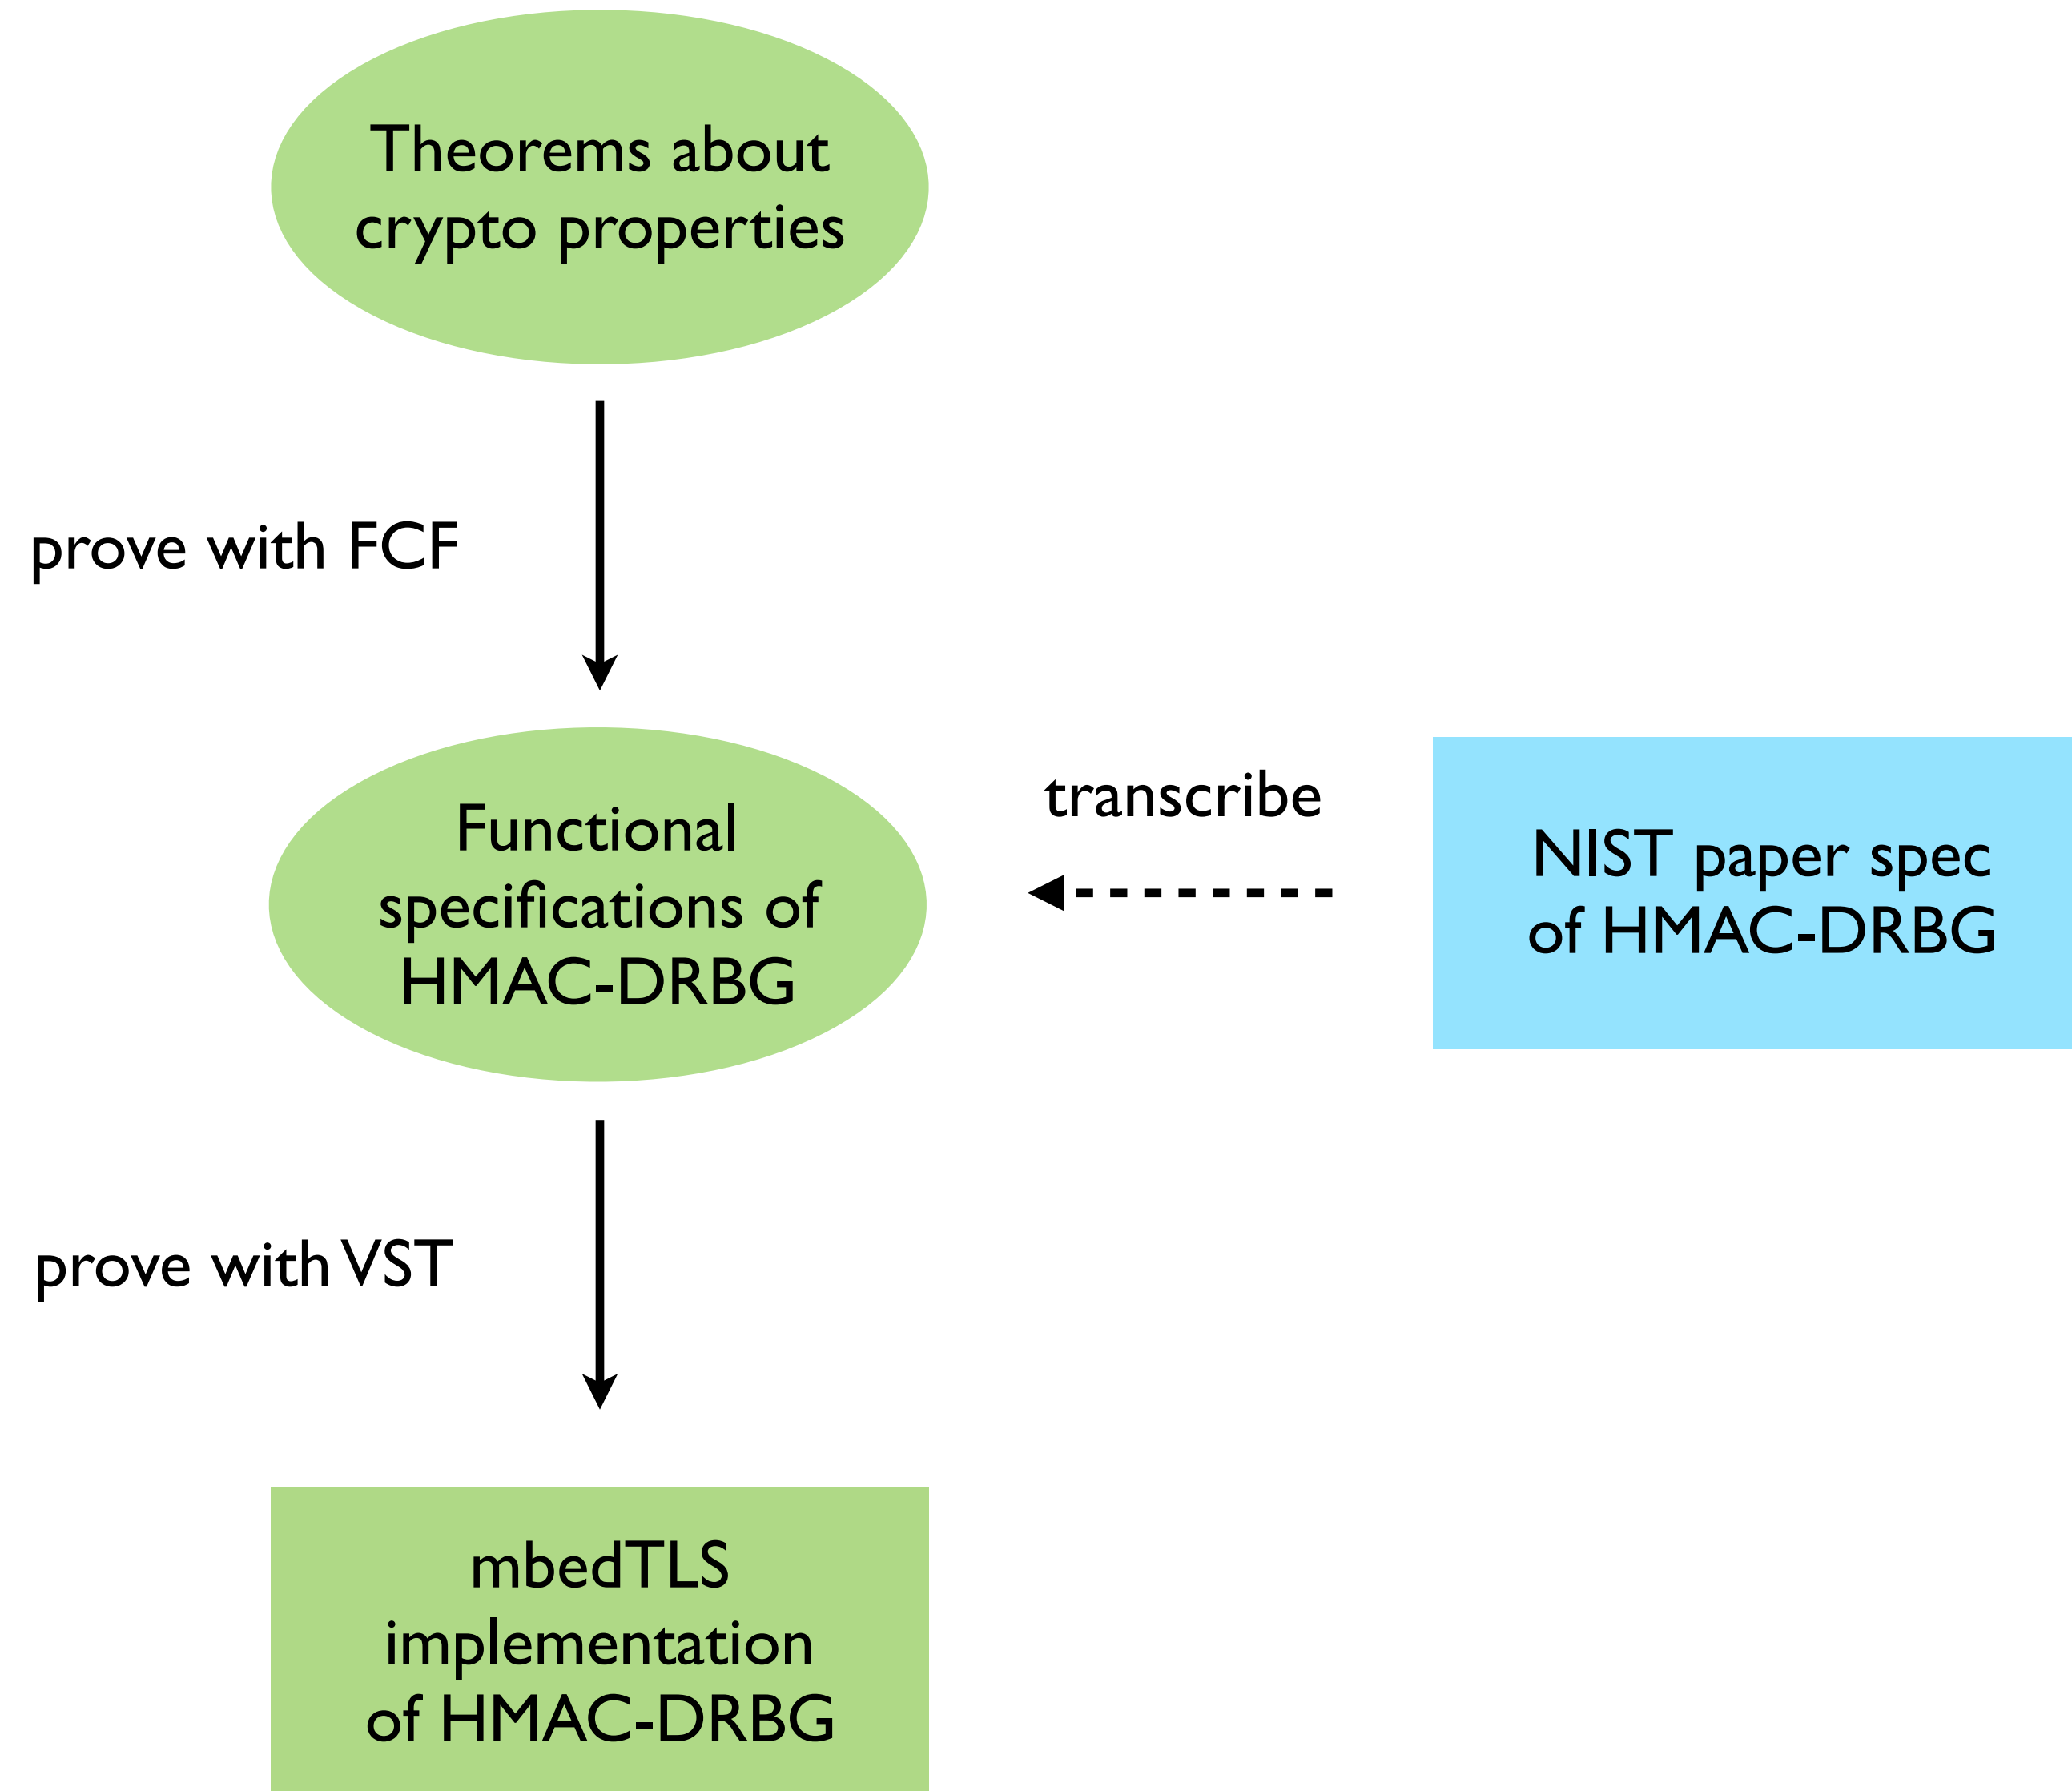 Theorems about
crypto properties
prove with FCF
Functional
specifications of
HMAC-DRBG
transcribe
NIST paper spec
of HMAC-DRBG
prove with VST
mbedTLS
implementation
of HMAC-DRBG